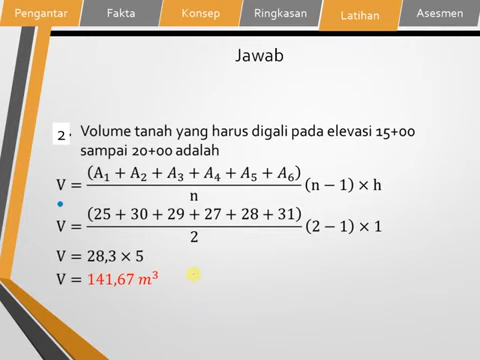 Pengantar
Fakta
Konsep
Ringkasan
Latihan
Asesmen
Jawab
2. Volume tanah yang harus digali pada elevasi 15+00
sampai 20+00 adalah
V = (A₁ + A₂ + A₃ + A₄ + A₅ + A₆) / n (n − 1) × h
V = (25 + 30 + 29 + 27 + 28 + 31) / 2 (2 − 1) × 1
V = 28,3 × 5
V = 141,67 m³